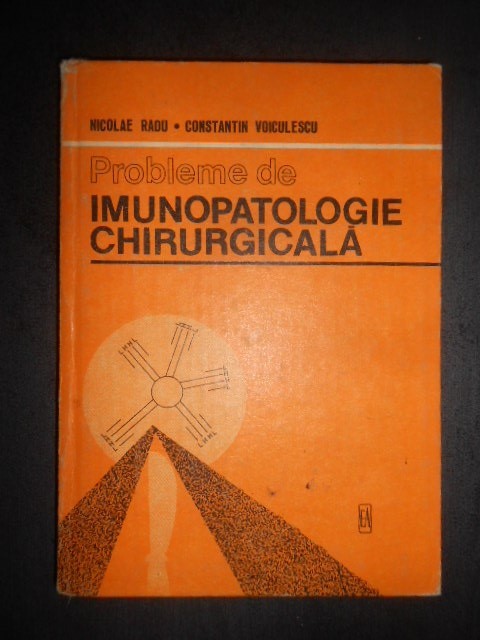 NICOLAE RADU • CONSTANTIN VOICULESCU
Probleme de
IMUNOPATOLOGIE
CHIRURGICALĂ